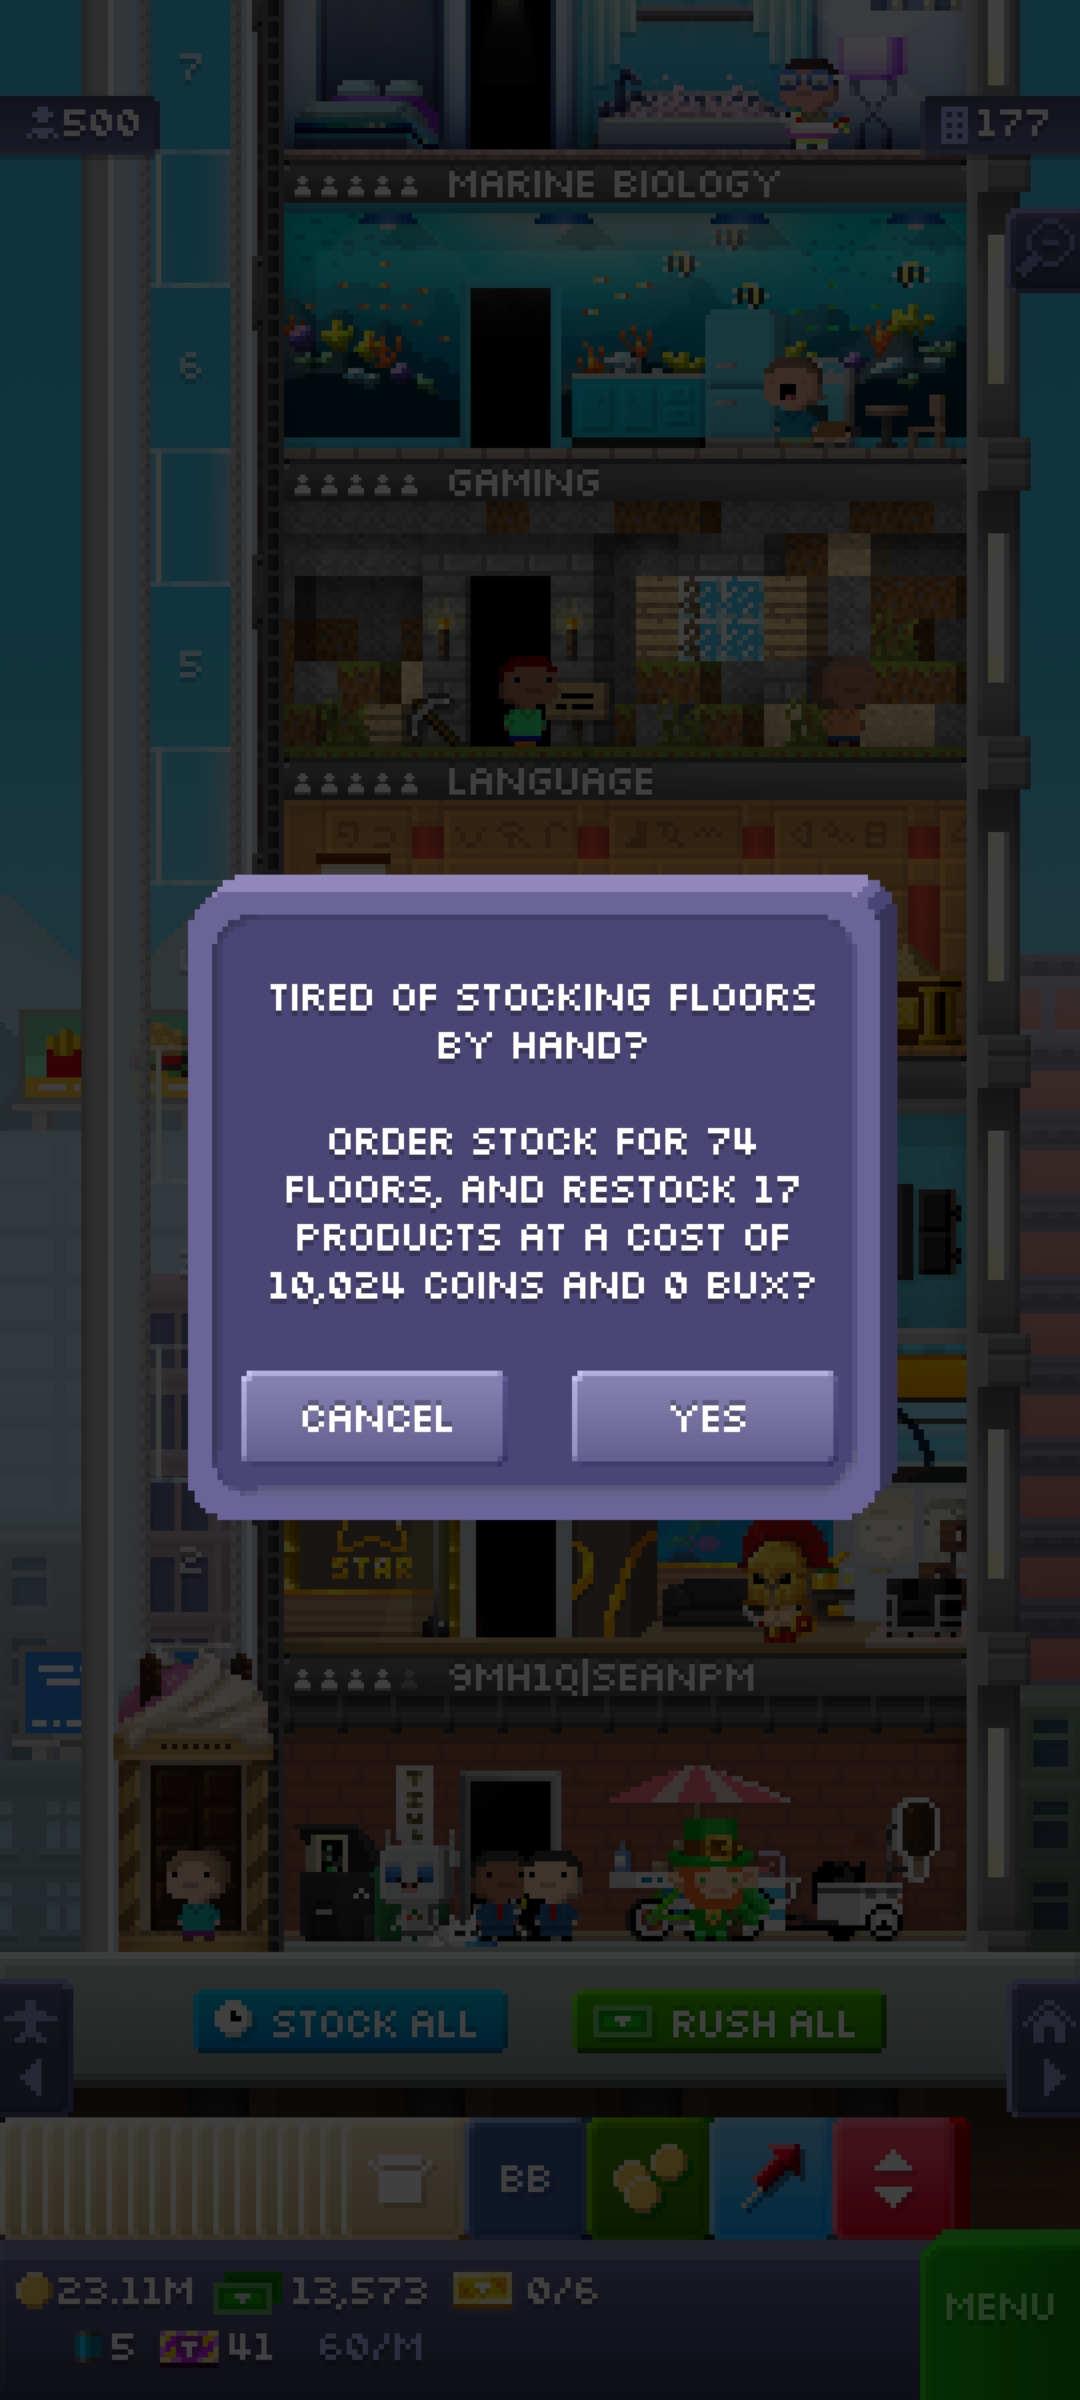 7
500
177
MARINE BIOLOGY
6
GAMING
5
LANGUAGE
TIRED OF STOCKING FLOORS
BY HAND?
ORDER STOCK FOR 74
FLOORS, AND RESTOCK 17
PRODUCTS AT A COST OF
10,024 COINS AND 0 BUX?
CANCEL
YES
2
STAR
9MH1Q|SEANPM
STOCK ALL
RUSH ALL
BB
23.11M
13,573
0/6
MENU
5
T
41
60/M